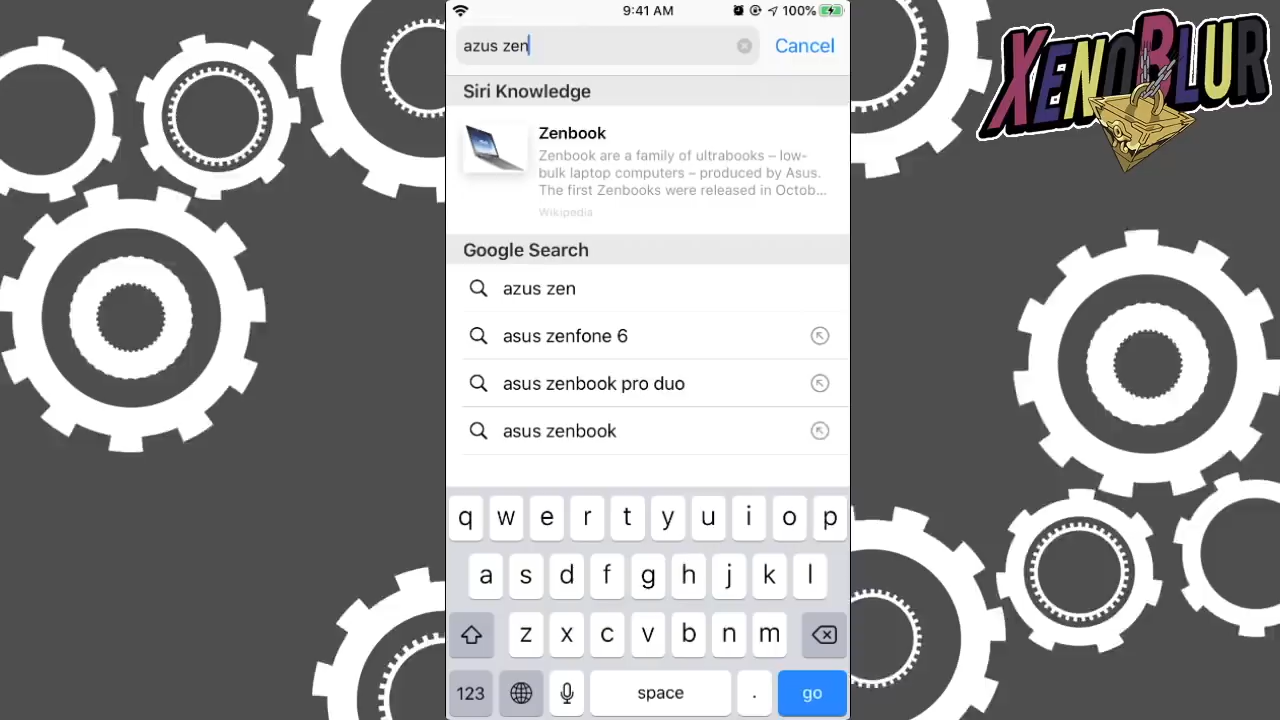 9:41 AM 100%
azus zen Cancel
XENOBLUR
Siri Knowledge
Zenbook
Zenbook are a family of ultrabooks – low-
bulk laptop computers – produced by Asus.
The first Zenbooks were released in Octob...
Wikipedia
Google Search
azus zen
asus zenfone 6
asus zenbook pro duo
asus zenbook
q w e r t y u i o p
a s d f g h j k l
z x c v b n m
123 space . go